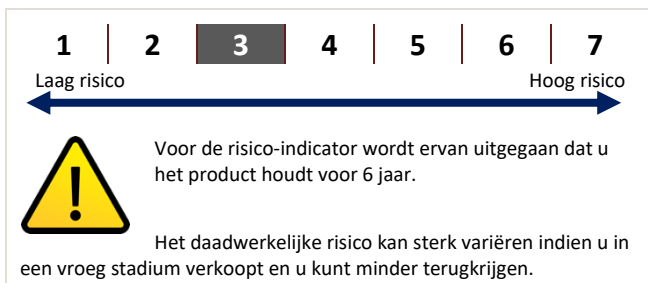 1 2 3 4 5 6 7
Laag risico Hoog risico
Voor de risico-indicator wordt ervan uitgegaan dat u
het product houdt voor 6 jaar.
Het daadwerkelijke risico kan sterk variëren indien u in
een vroeg stadium verkoopt en u kunt minder terugkrijgen.